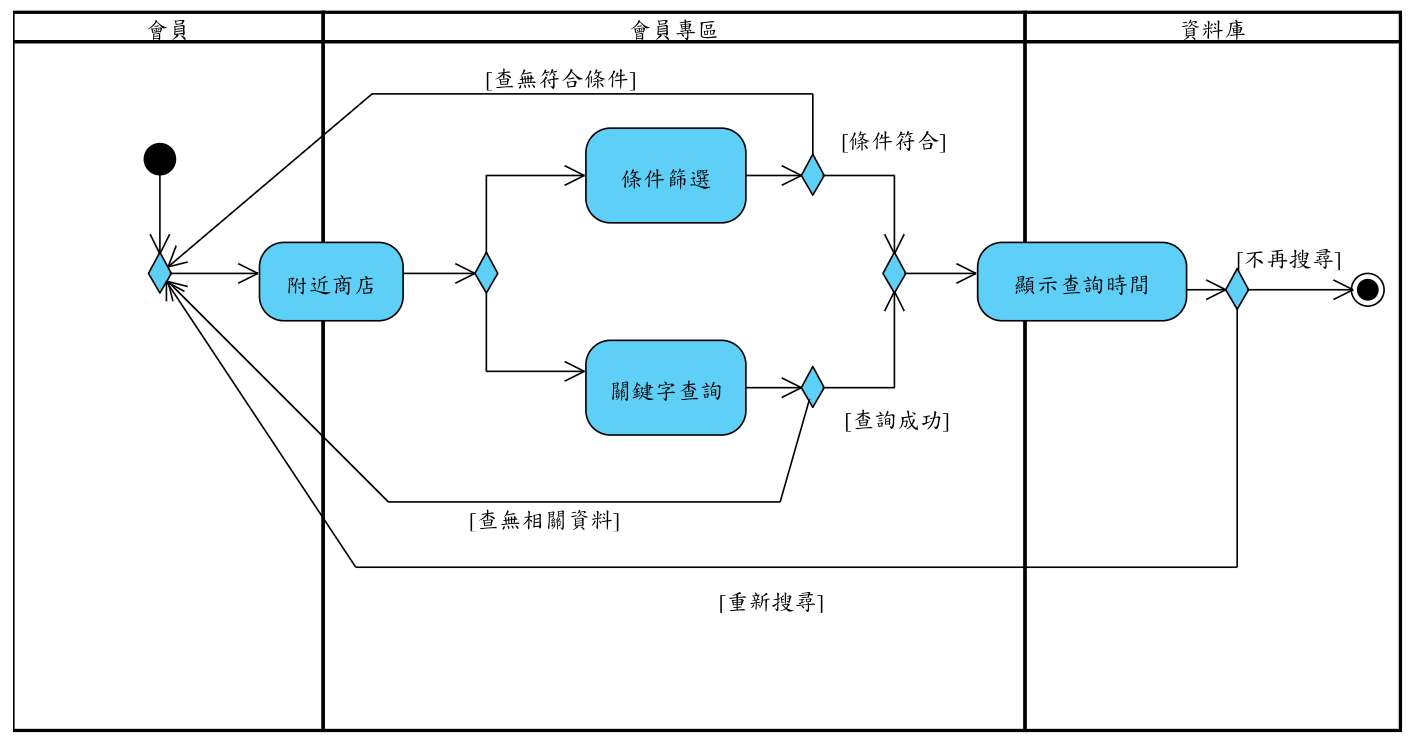 會員
會員專區
資料庫
[查無符合條件]
[條件符合]
條件篩選
附近商店
顯示查詢時間
[不再搜尋]
關鍵字查詢
[查詢成功]
[查無相關資料]
[重新搜尋]